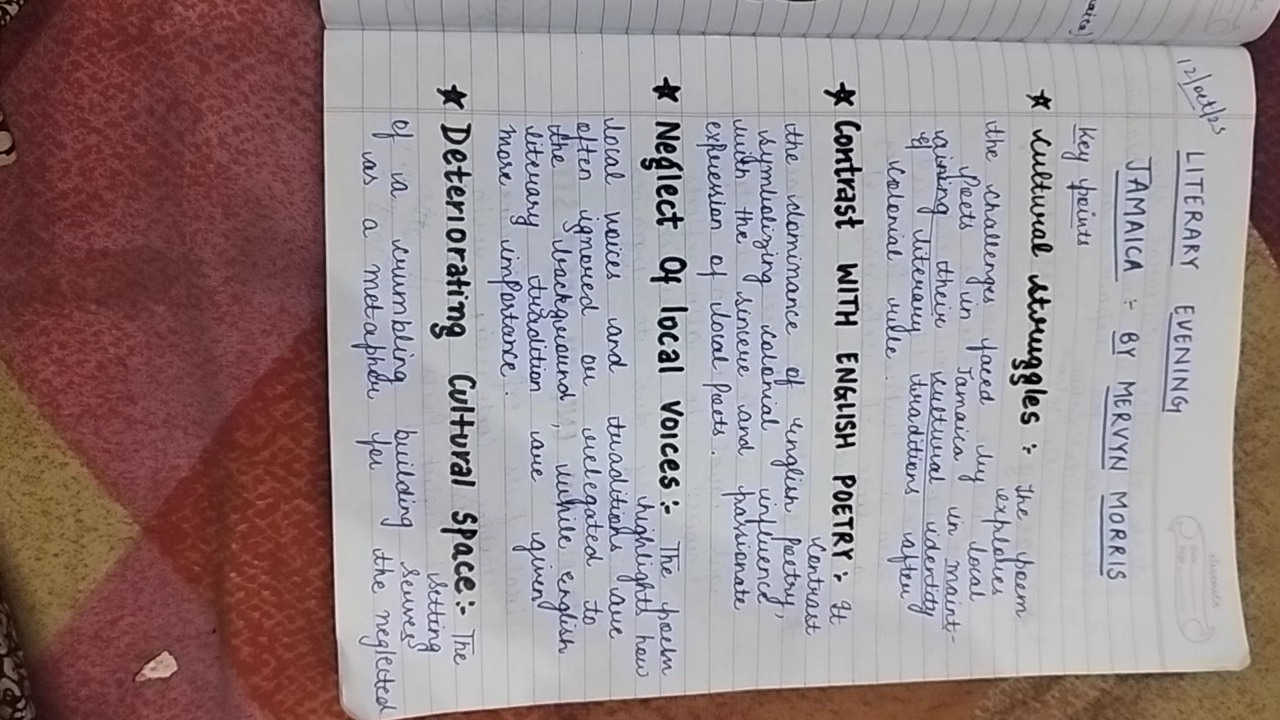 12/oct/25
LITERARY EVENING
JAMAICA :- BY MERVYN MORRIS
Key points
★ cultural struggles :- The poem
explores
the challenges faced by local
poets in Jamaica in maint-
aining their cultural identity
& literary traditions after
colonial rule.
★ Contrast WITH ENGLISH POETRY :- It
contrast
the dominance of english poetry,
symbolizing colonial influence
with the sincere and passionate
expression of local poets.
★ Neglect Of local voices :- The poem
highlights how
local voices and traditions are
often ignored or relegated to
the background, while english
literary tradition are given
more importance.
★ Deteriorating Cultural space :- The
setting
of a crumbling building serves
as a metaphor for the neglected